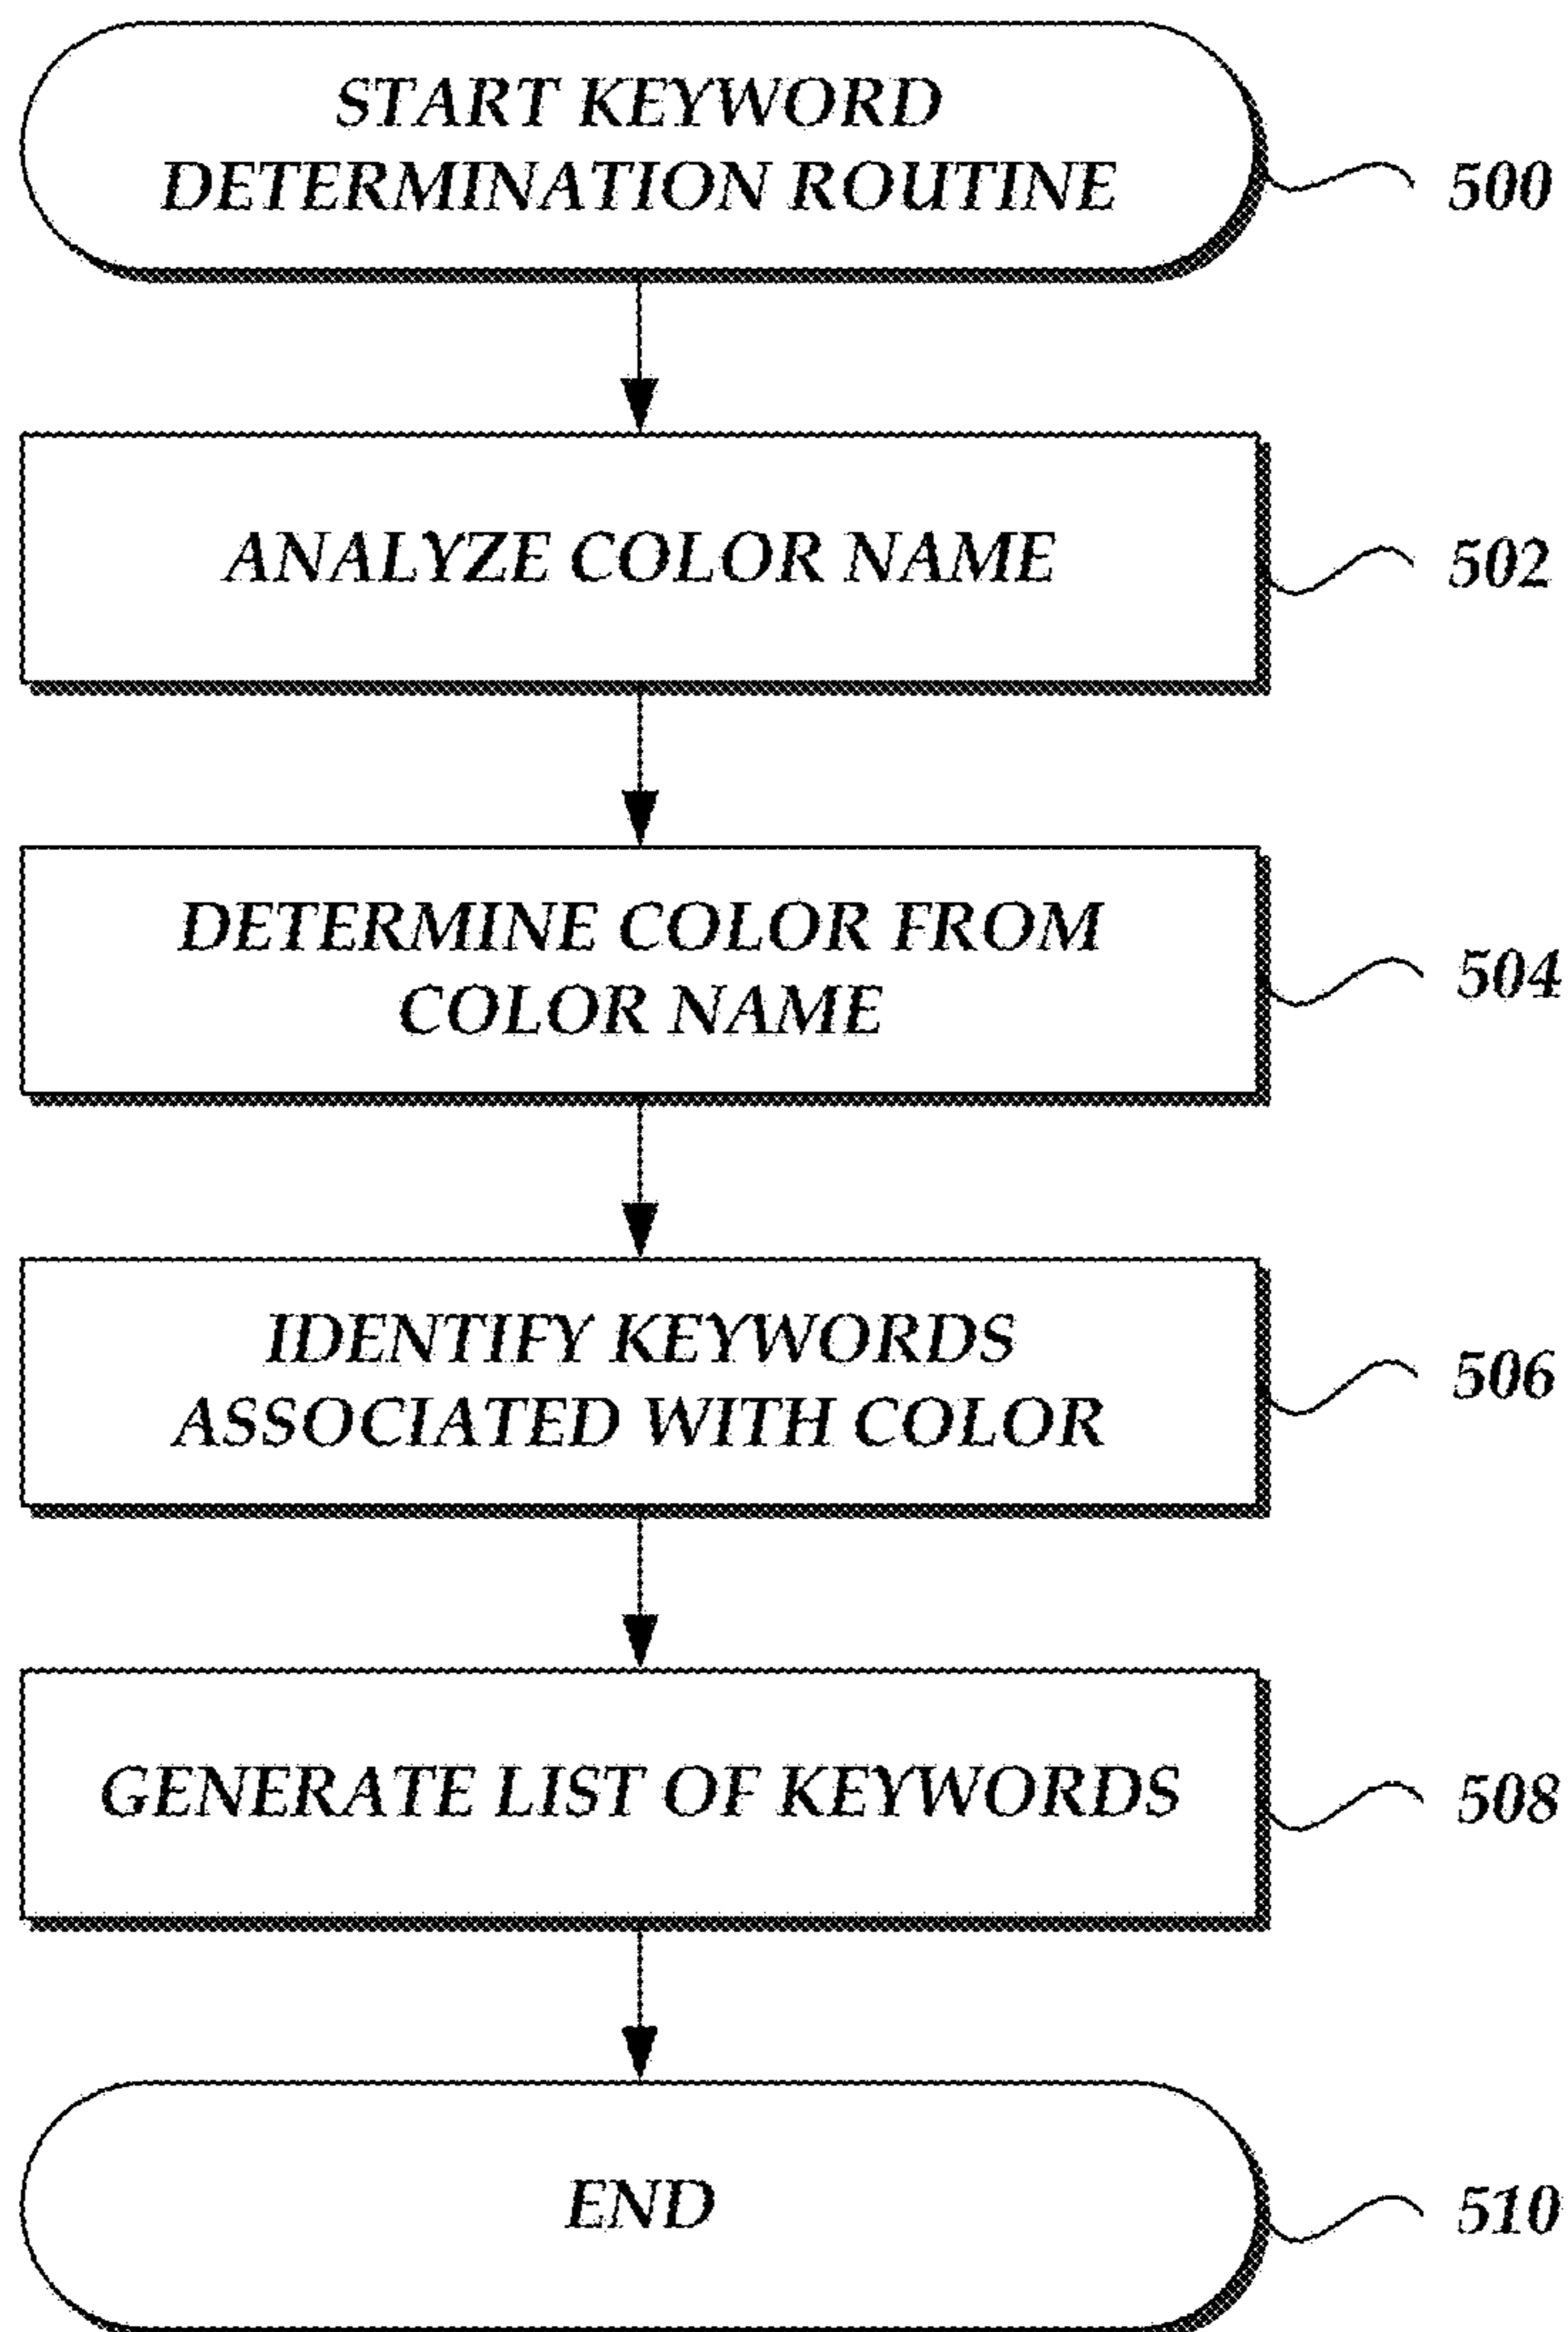 START KEYWORD
DETERMINATION ROUTINE
500
ANALYZE COLOR NAME
502
DETERMINE COLOR FROM
COLOR NAME
504
IDENTIFY KEYWORDS
ASSOCIATED WITH COLOR
506
GENERATE LIST OF KEYWORDS
508
END
510